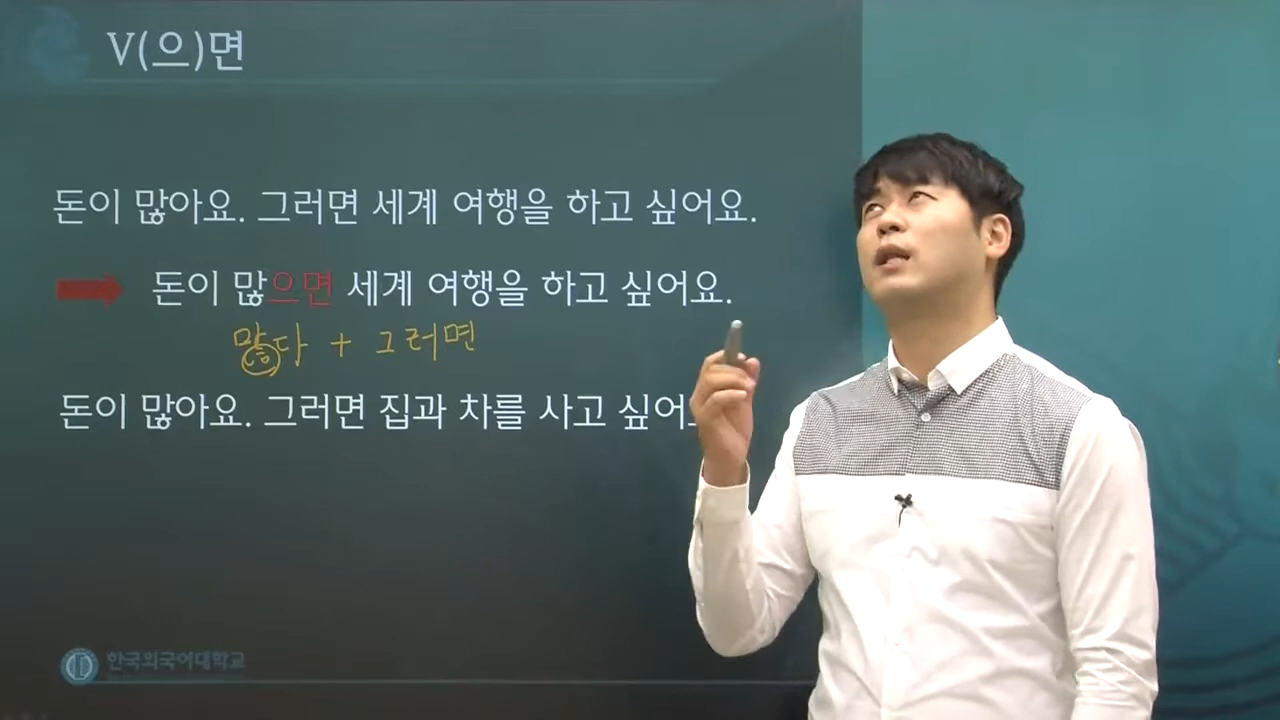 V(으)면
돈이 많아요. 그러면 세계 여행을 하고 싶어요.
돈이 많으면 세계 여행을 하고 싶어요.
많다 + 그러면
돈이 많아요. 그러면 집과 차를 사고
한국외국어대학교